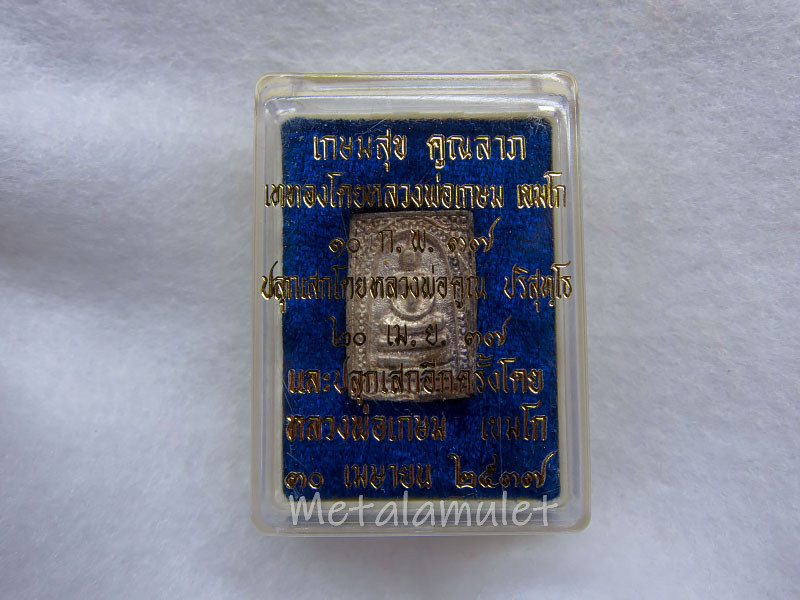 เกษมสุข คูณลาภ
เททองโดยหลวงพ่อเกษม เขมโก
๑๐ ก.พ. ๓๗
ปลุกเสกโดยหลวงพ่อคูณ ปริสุทฺโธ
๒๐ เม.ย. ๓๗
และปลุกเสกอีกครั้งโดย
หลวงพ่อเกษม เขมโก
๓๐ เมษายน ๒๕๓๗
Metalamulet